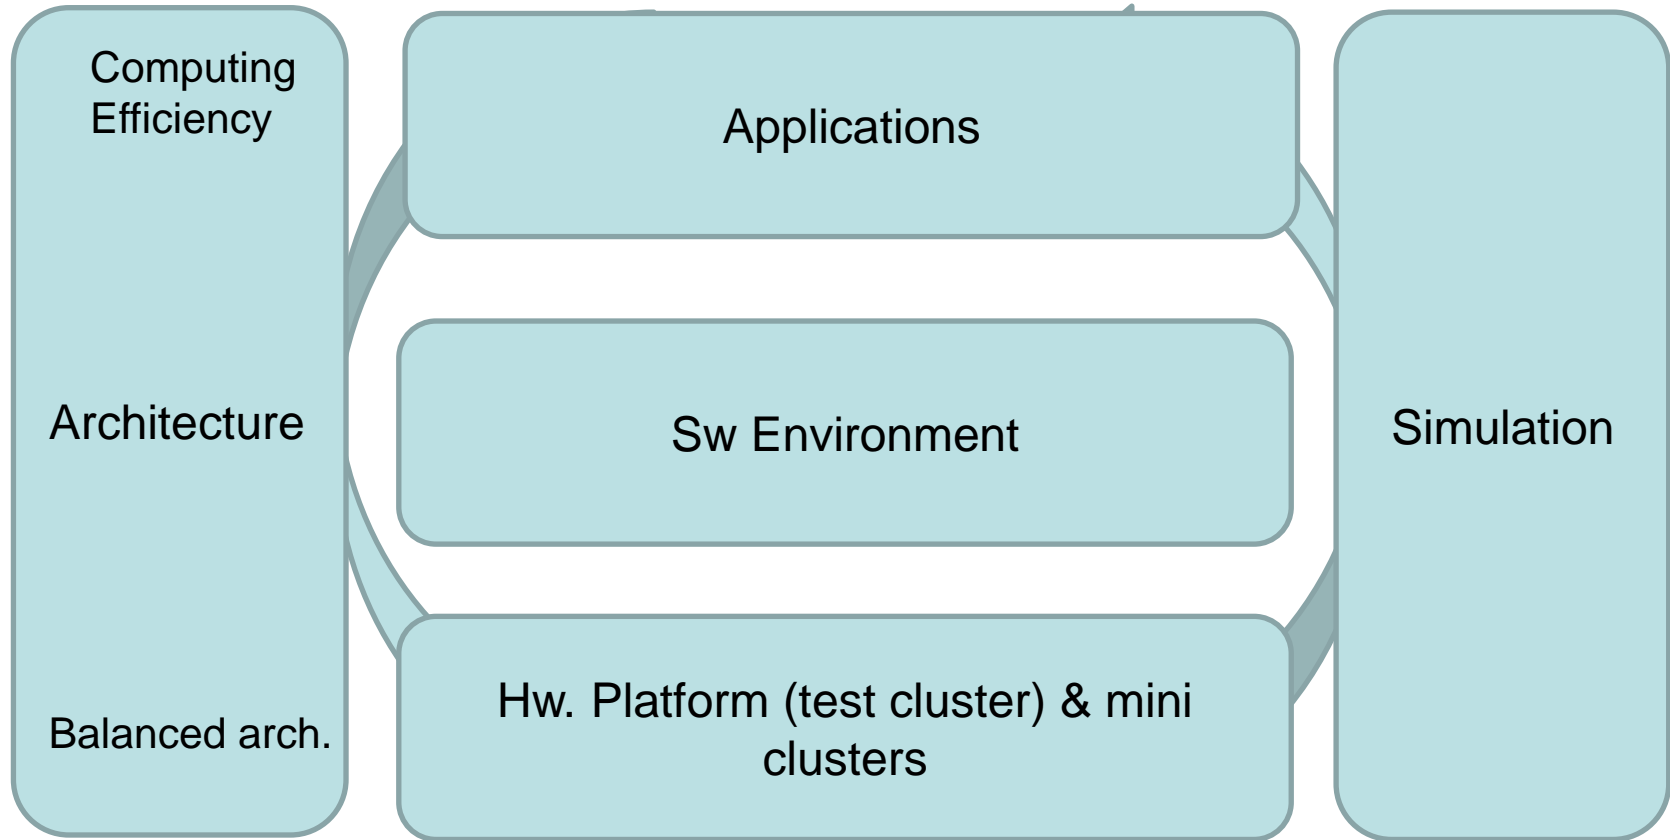 Computing
Efficiency
Architecture
Balanced arch.
Applications
Sw Environment
Hw. Platform (test cluster) & mini
clusters
Simulation